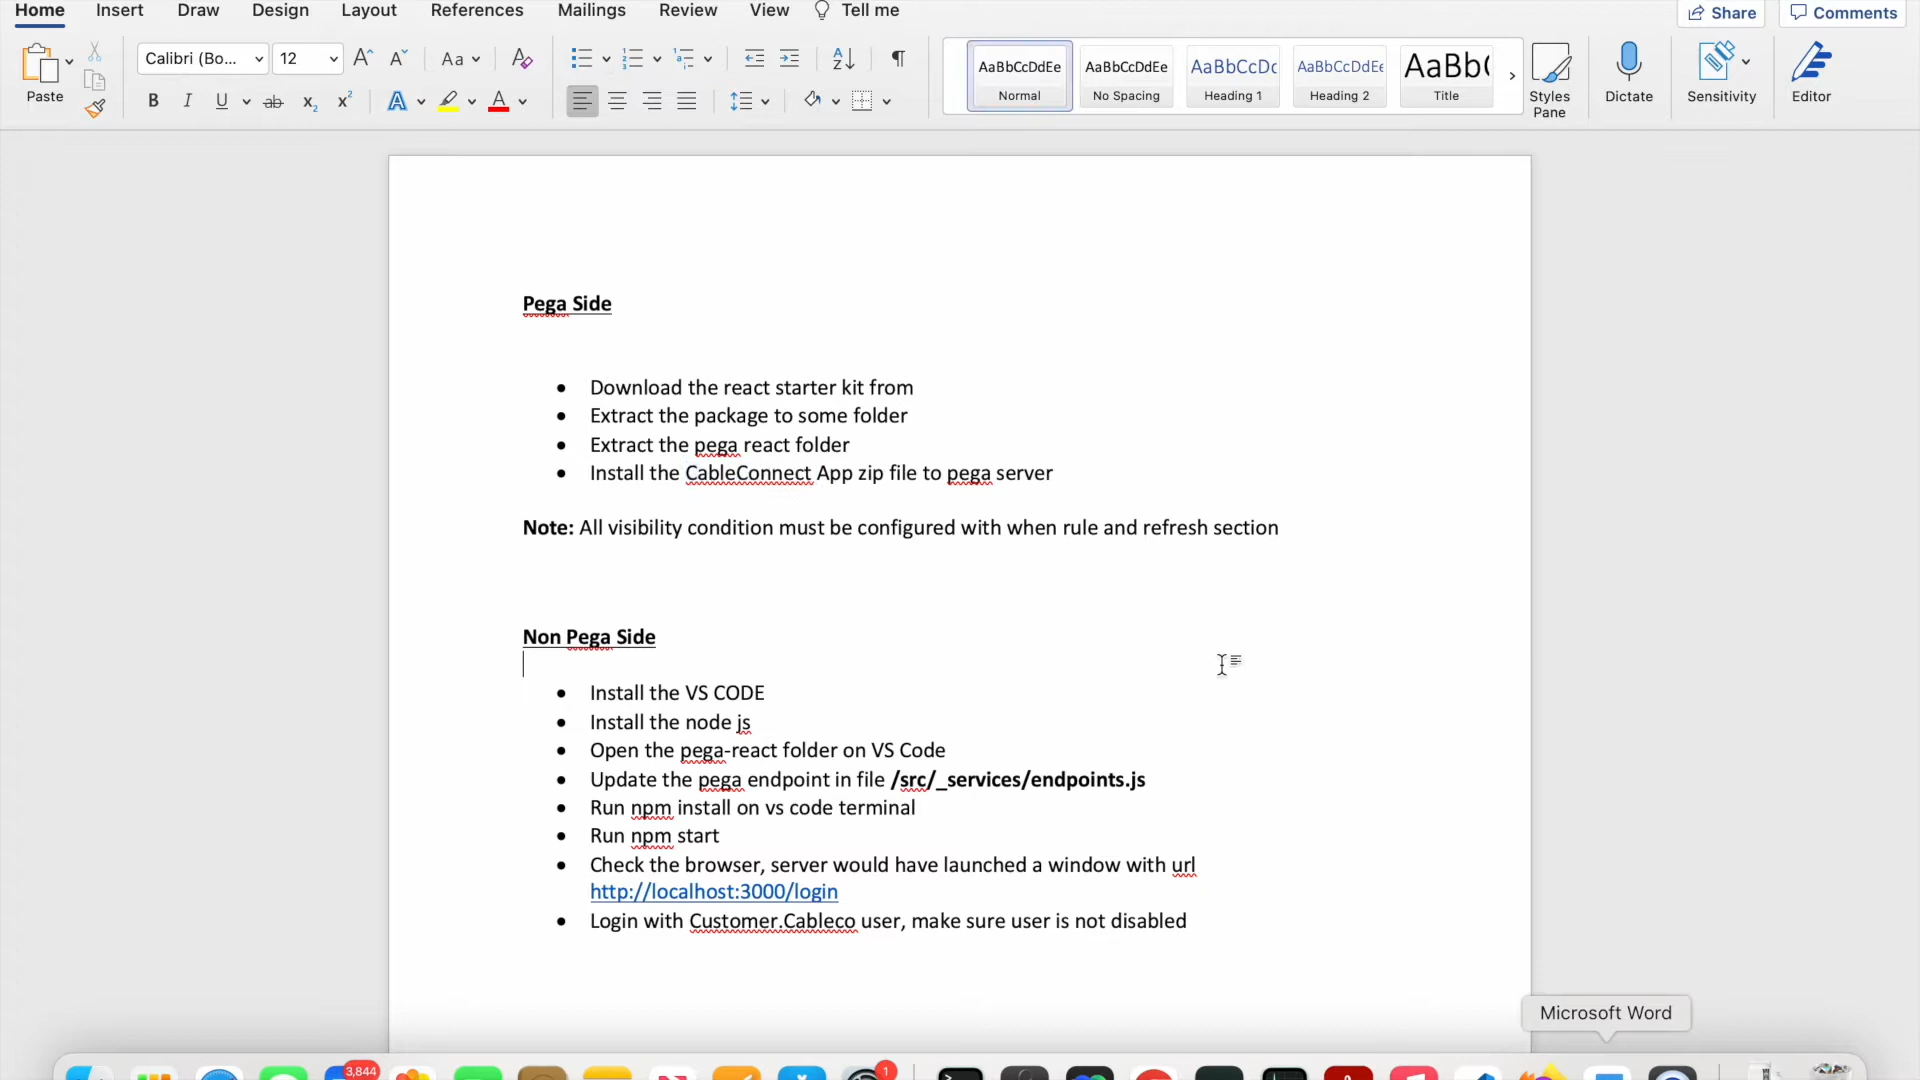 Home Insert Draw Design Layout References Mailings Review View Tell me Share Comments
Calibri (Bo... 12 Aa
Paste
B I U ab x2 x2 A A
AaBbCcDdEe AaBbCcDdEe AaBbCcDc AaBbCcDdEe AaBb(
Normal No Spacing Heading 1 Heading 2 Title
Styles Pane
Dictate
Sensitivity
Editor
Pega Side
• Download the react starter kit from
• Extract the package to some folder
• Extract the pega react folder
• Install the CableConnect App zip file to pega server
Note: All visibility condition must be configured with when rule and refresh section
Non Pega Side
• Install the VS CODE
• Install the node js
• Open the pega-react folder on VS Code
• Update the pega endpoint in file /src/_services/endpoints.js
• Run npm install on vs code terminal
• Run npm start
• Check the browser, server would have launched a window with url
http://localhost:3000/login
• Login with Customer.Cableco user, make sure user is not disabled
Microsoft Word
3,844
1